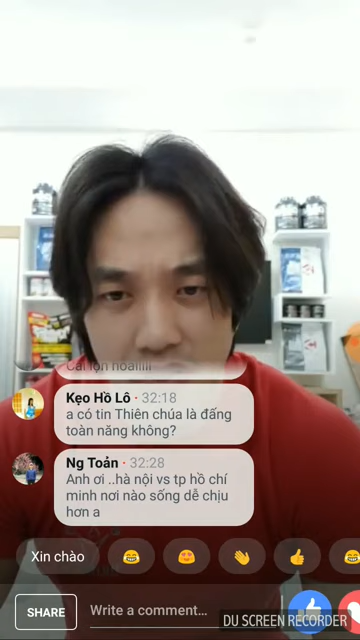 Kẹo Hồ Lô · 32:18
a có tin Thiên chúa là đấng
toàn năng không?
Ng Toản · 32:28
Anh ơi ..hà nội vs tp hồ chí
minh nơi nào sống dễ chịu
hơn a
Xin chào
SHARE
Write a comment...
DU SCREEN RECORDER